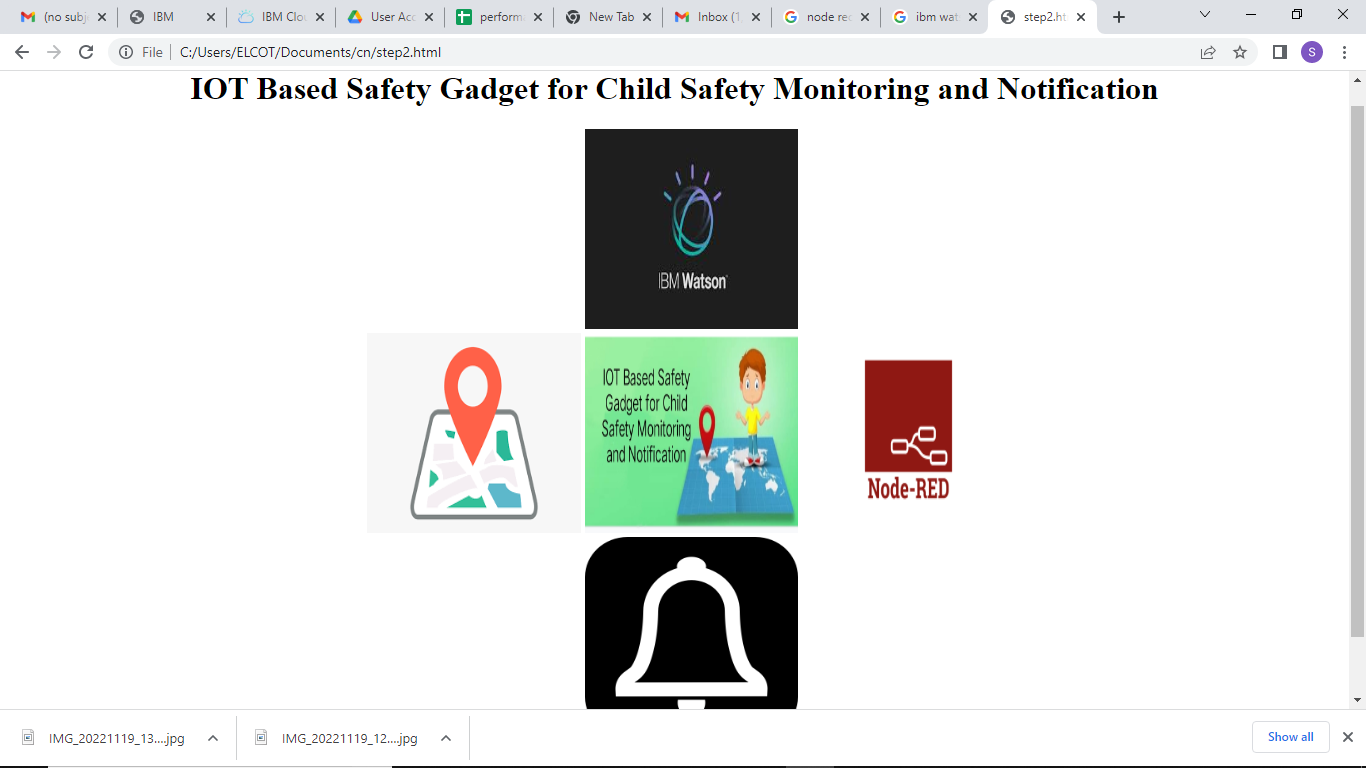 (no subj
IBM
IBM Clou
User Acc
perform
New Tab
Inbox (1
node red
ibm wat
step2.ht
File
C:/Users/ELCOT/Documents/cn/step2.html
S
IOT Based Safety Gadget for Child Safety Monitoring and Notification
IBM Watson
IOT Based Safety
Gadget for Child
Safety Monitoring
and Notification
Node-RED
IMG_20221119_13....jpg
IMG_20221119_12....jpg
Show all